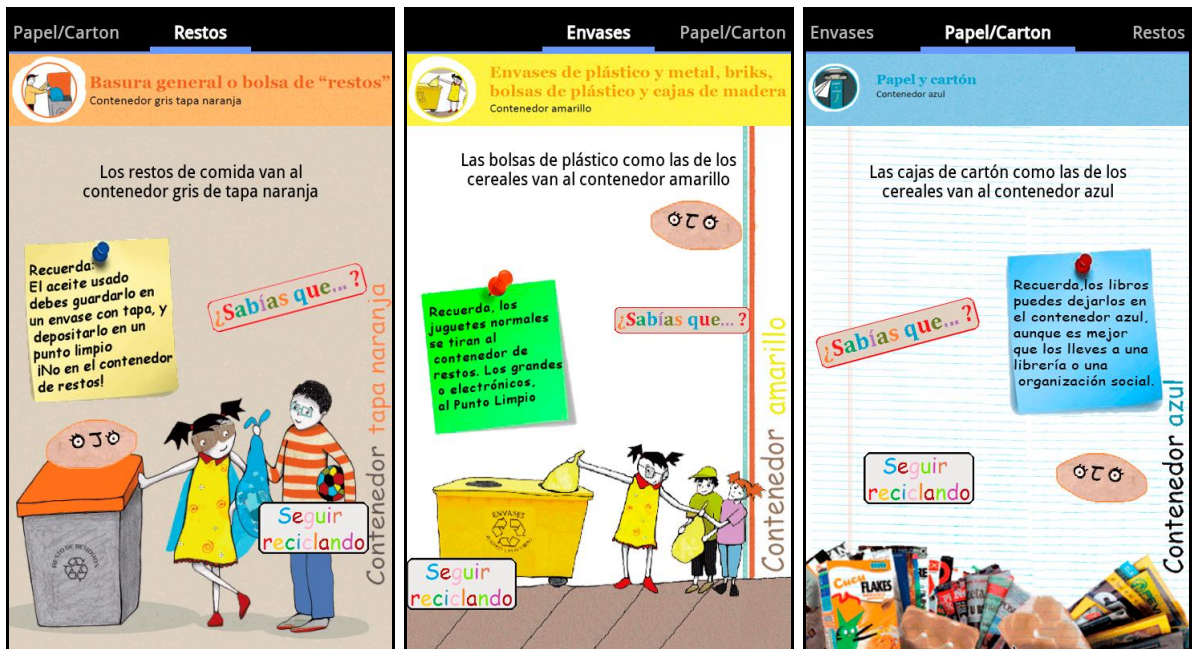 Papel/Carton
Restos
Basura general o bolsa de “restos”
Contenedor gris tapa naranja
Los restos de comida van al
contenedor gris de tapa naranja
Recuerda:
El aceite usado
debes guardarlo en
un envase con tapa, y
depositarlo en un
punto limpio
¡No en el contenedor
de restos!
¿Sabías que... ?
OJO
RESTO DE RESIDUOS
Seguir
reciclando
Contenedor tapa naranja
Envases
Papel/Carton
Envases de plástico y metal, briks,
bolsas de plástico y cajas de madera
Contenedor amarillo
Las bolsas de plástico como las de los
cereales van al contenedor amarillo
Recuerda, los
juguetes normales
se tiran al
contenedor de
restos. Los grandes
o electrónicos,
al Punto Limpio
¿Sabías que... ?
ENVASES
Seguir
reciclando
Contenedor amarillo
Envases
Papel/Carton
Restos
Papel y cartón
Contenedor azul
Las cajas de cartón como las de los
cereales van al contenedor azul
Recuerda,los libros
puedes dejarlos en
el contenedor azul,
aunque es mejor
que los lleves a una
librería o una
organización social.
¿Sabías que... ?
Seguir
reciclando
Contenedor azul
CUCU
FLAKES